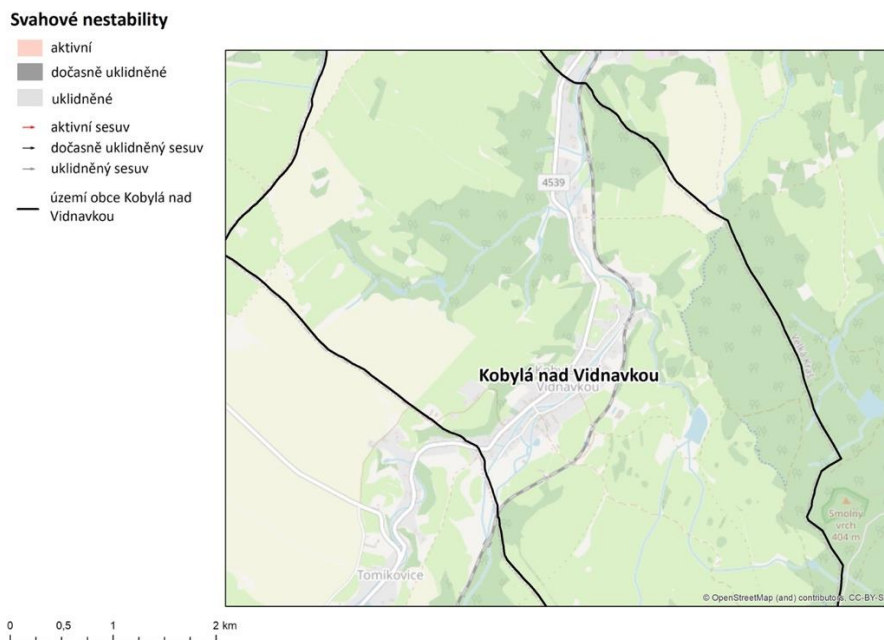 Svahové nestability
aktivní
dočasně uklidněné
uklidněné
aktivní sesuv
dočasně uklidněný sesuv
uklidněný sesuv
území obce Kobylá nad
Vidnavkou
4539
Kobylá nad Vidnavkou
Vidnavkou
Smolný
vrch
404 m
Tomíkovice
© OpenStreetMap (and) contributors, CC-BY-S
0 0,5 1 2 km